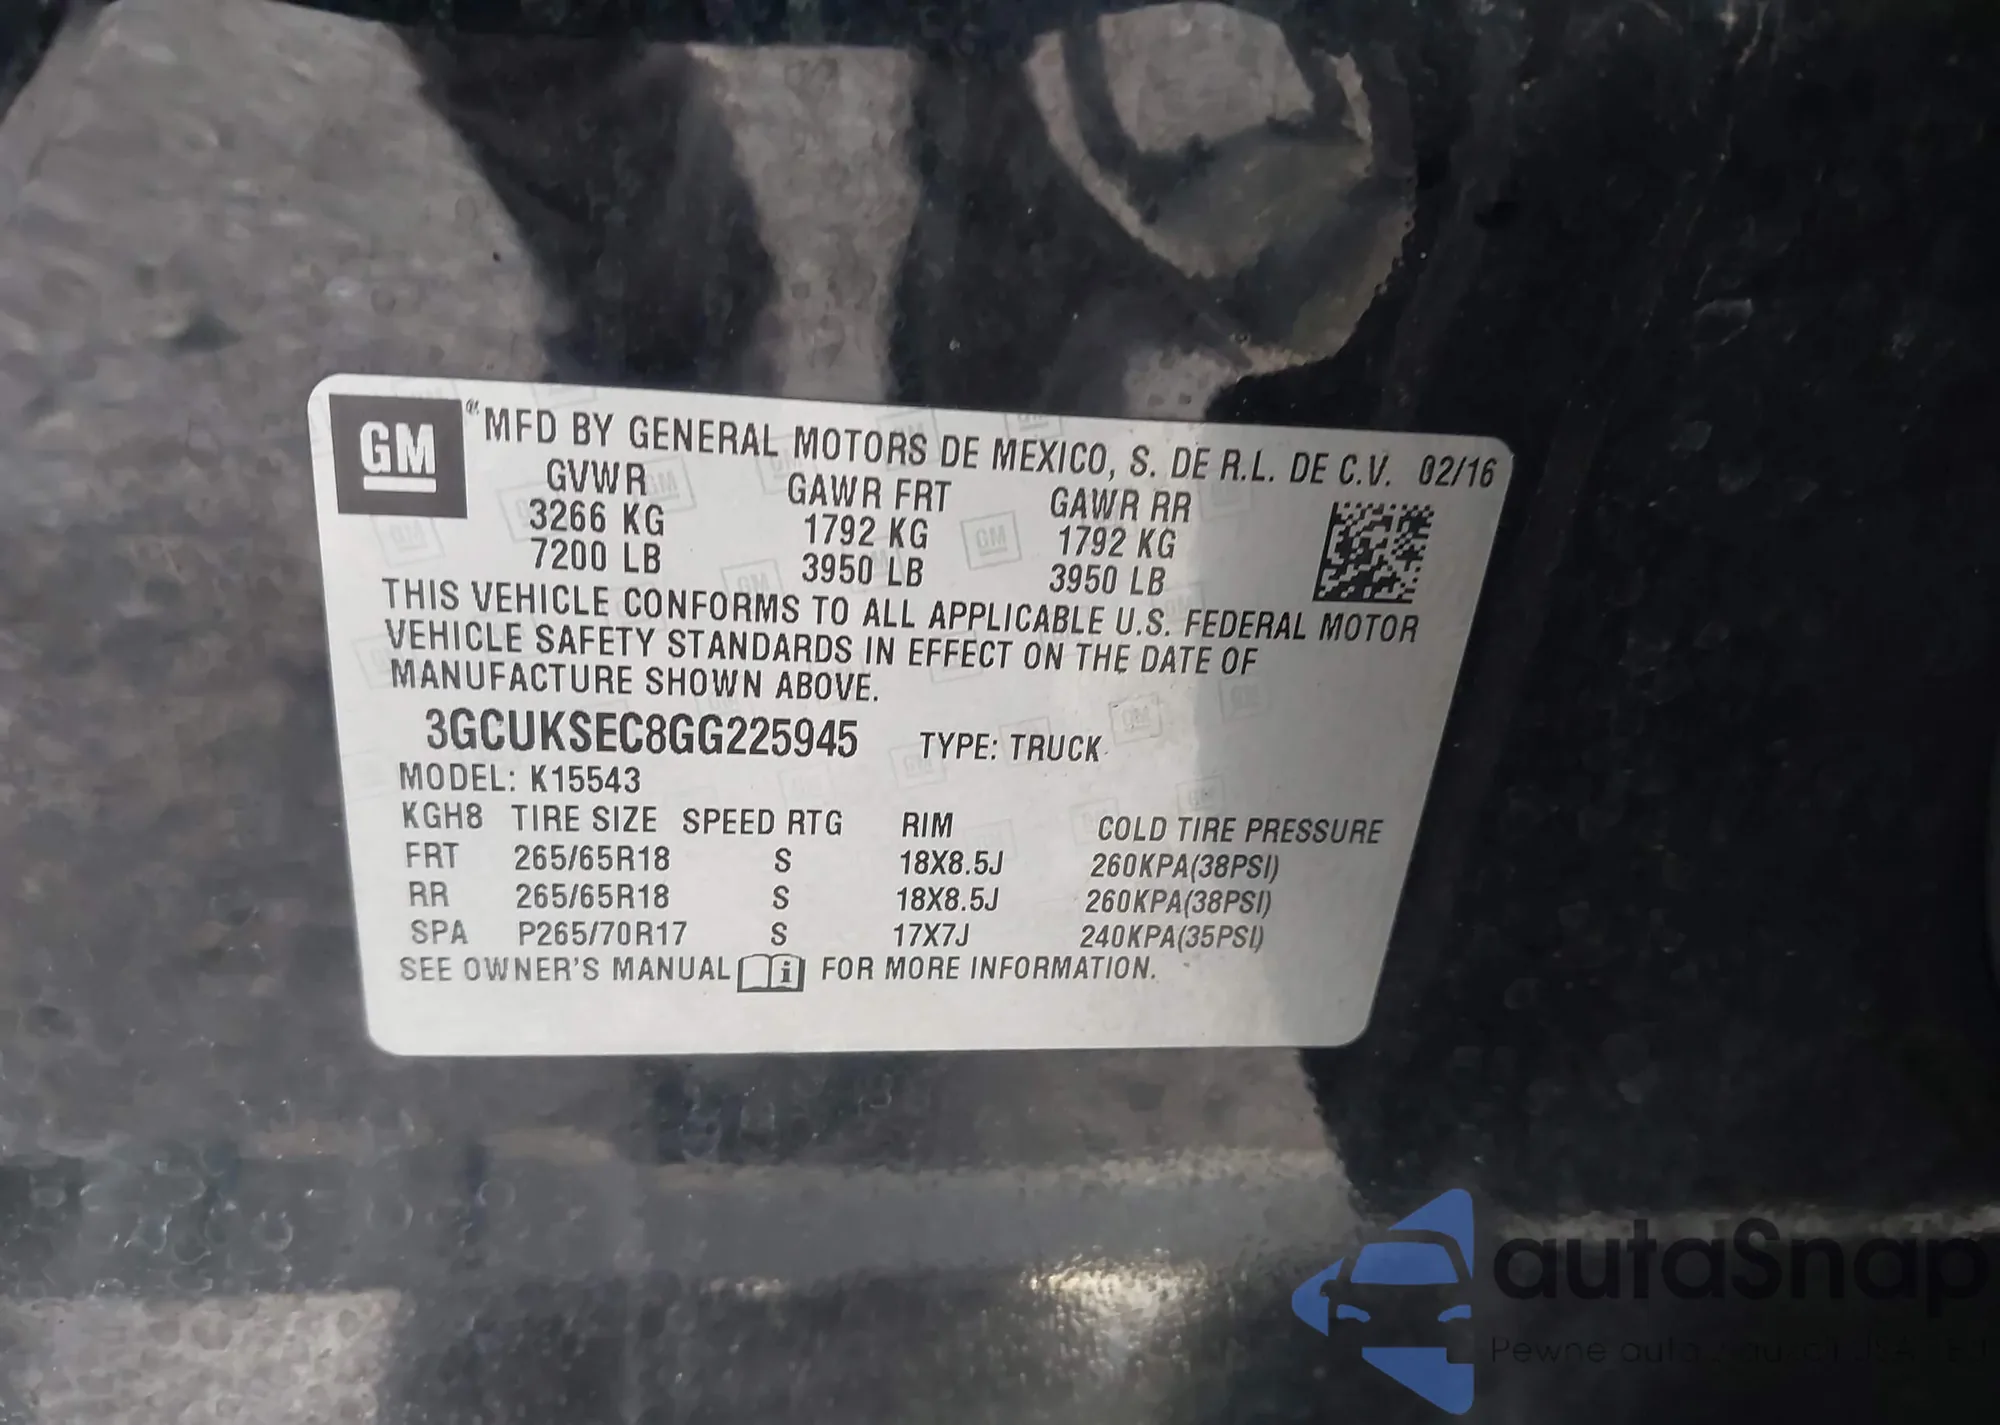 GM
MFD BY GENERAL MOTORS DE MEXICO, S. DE R.L. DE C.V. 02/16
GVWR GAWR FRT GAWR RR
3266 KG 1792 KG 1792 KG
7200 LB 3950 LB 3950 LB
THIS VEHICLE CONFORMS TO ALL APPLICABLE U.S. FEDERAL MOTOR
VEHICLE SAFETY STANDARDS IN EFFECT ON THE DATE OF
MANUFACTURE SHOWN ABOVE.
3GCUKSEC8GG225945 TYPE: TRUCK
MODEL: K15543
KGH8 TIRE SIZE SPEED RTG RIM COLD TIRE PRESSURE
FRT 265/65R18 S 18X8.5J 260KPA(38PSI)
RR 265/65R18 S 18X8.5J 260KPA(38PSI)
SPA P265/70R17 S 17X7J 240KPA(35PSI)
SEE OWNER'S MANUAL i FOR MORE INFORMATION.
autaSnap
Pewne auta